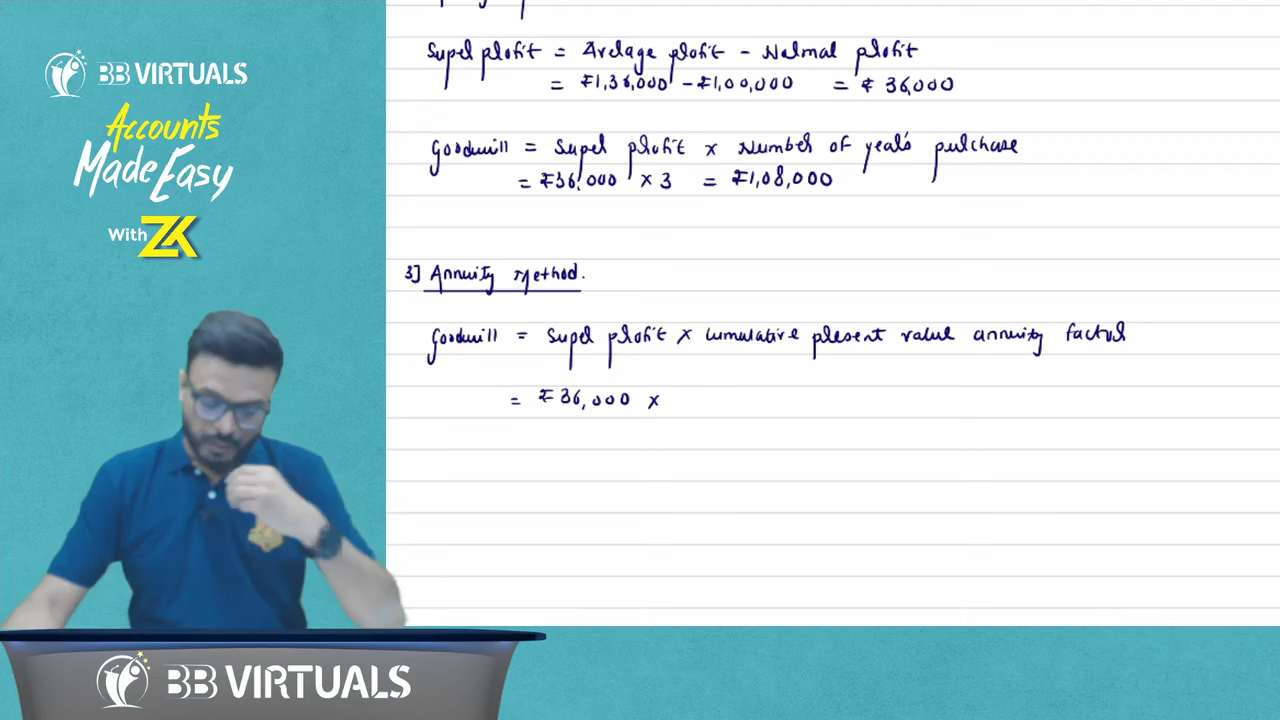 BB VIRTUALS
Accounts
Made Easy
With ZK
Super profit = Average profit - Normal profit
= ₹1,36,000 - ₹1,00,000 = ₹ 36,000
Goodwill = Super profit × Number of year's purchase
= ₹36,000 × 3 = ₹1,08,000
3] Annuity Method.
Goodwill = Super profit × cumulative present value annuity factor
= ₹36,000 ×
BB VIRTUALS